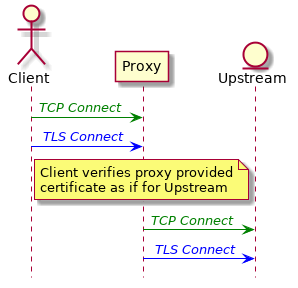 Client
Proxy
Upstream
TCP Connect
TLS Connect
Client verifies proxy provided
certificate as if for Upstream
TCP Connect
TLS Connect